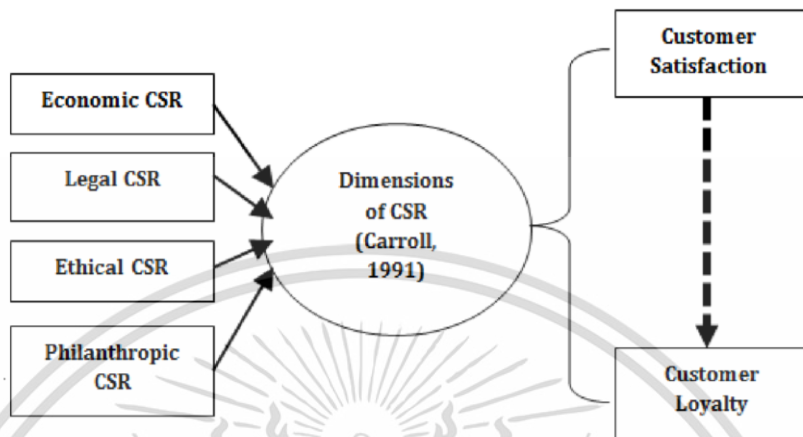 Economic CSR
Legal CSR
Ethical CSR
Philanthropic
CSR
Dimensions
of CSR
(Carroll,
1991)
Customer
Satisfaction
Customer
Loyalty